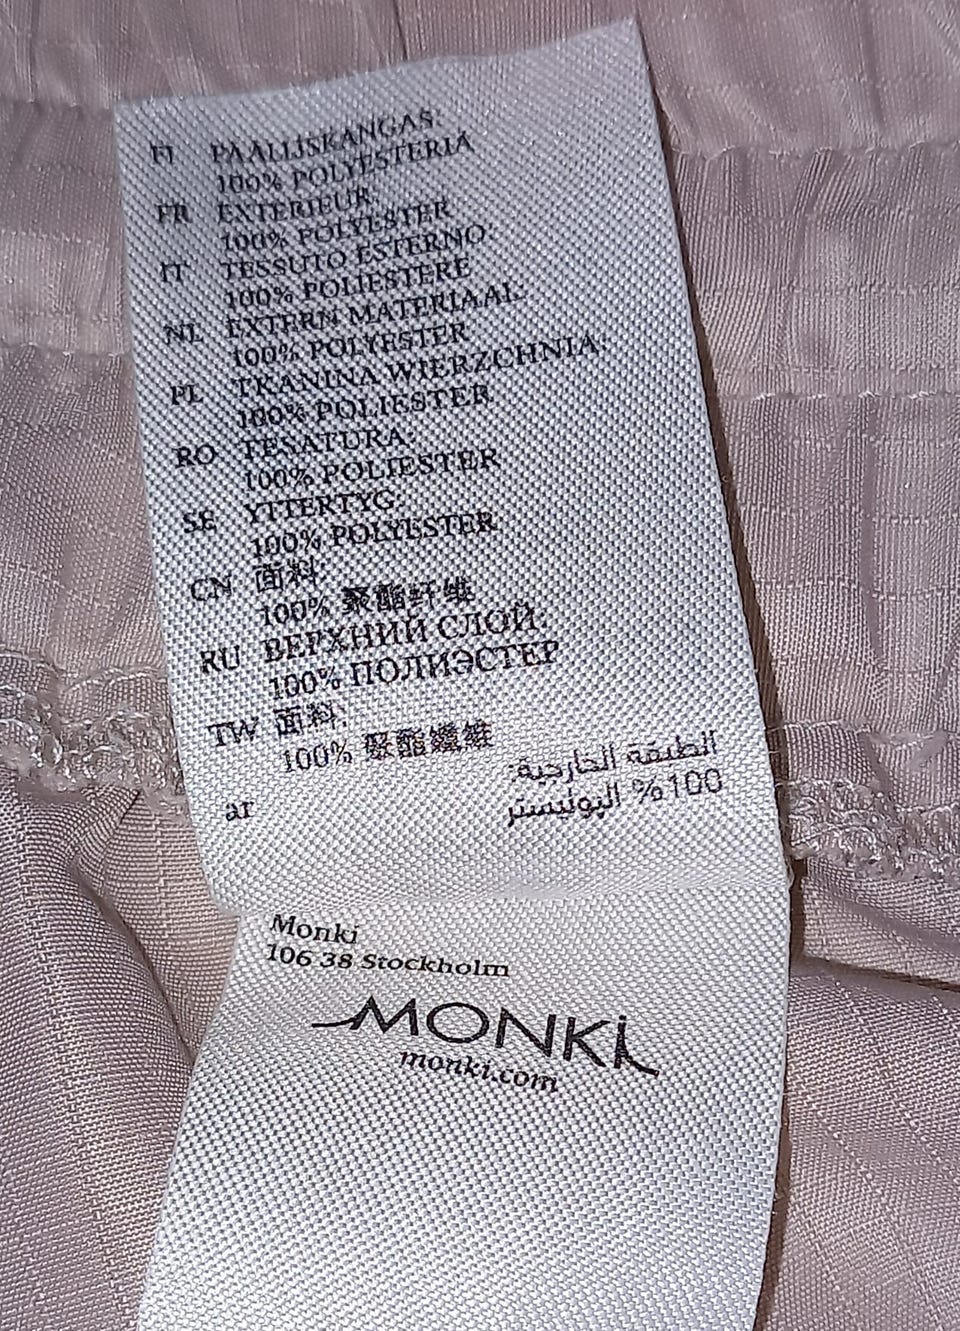 FI PÄÄLLISKANGAS:
100% POLYESTERIÄ
FR EXTÉRIEUR:
100% POLYESTER
IT TESSUTO ESTERNO:
100% POLIESTERE
NL EXTERN MATERIAAL:
100% POLYESTER
PL TKANINA WIERZCHNIA:
100% POLIESTER
RO TESATURA:
100% POLIESTER
SE YTTERTYG:
100% POLYESTER
CN 面料:
100% 聚酯纤维
RU ВЕРХНИЙ СЛОЙ:
100% ПОЛИЭСТЕР
TW 面料:
100% 聚酯纖維
ar الطبقة الخارجية:
100% البوليستر
Monki
106 38 Stockholm
MONKi
monki.com